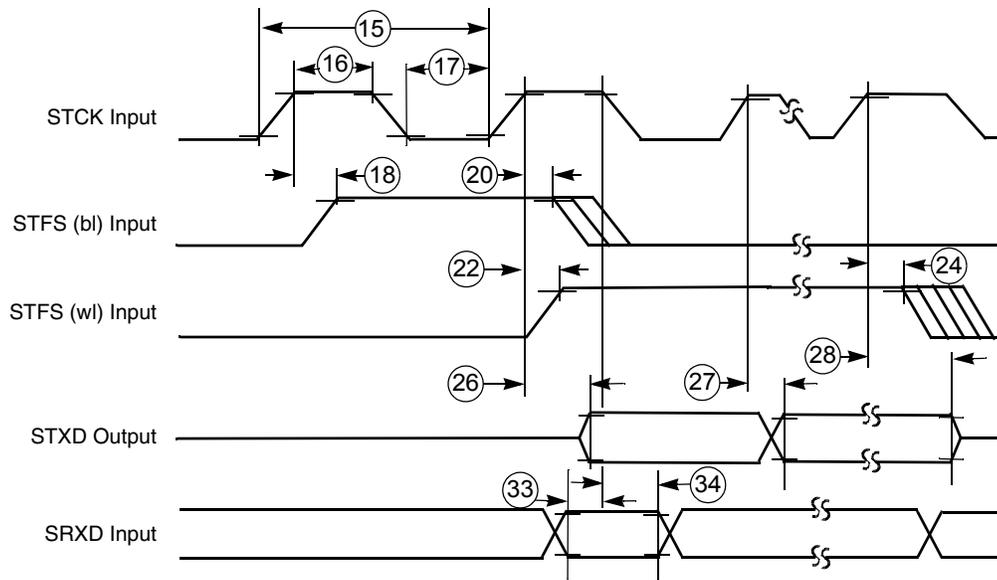 15
16
17
STCK Input
18
20
STFS (bl) Input
22
24
STFS (wl) Input
26
27
28
STXD Output
33
34
SRXD Input